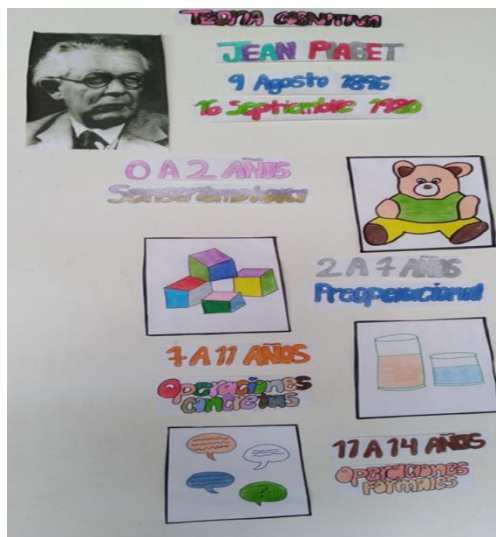 TEORIA COGNITIVA
JEAN PIAGET
9 Agosto 1896
16 Septiembre 1980
0 A 2 AÑOS
Sensoriomotora
2 A 7 AÑOS
Preoperacional
7 A 11 AÑOS
Operaciones
concretas
11 A 14 AÑOS
Operaciones
Formales
?